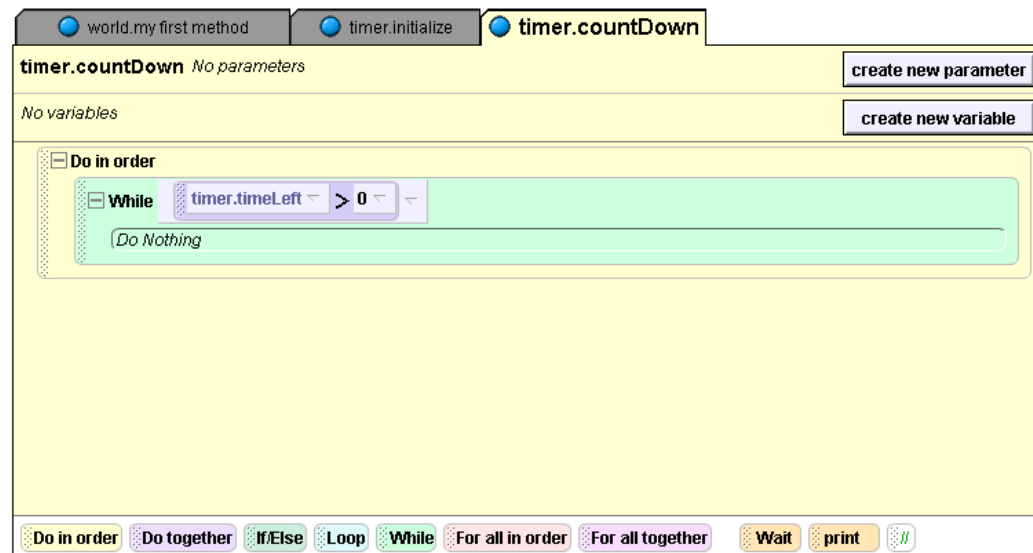 world.my first method timer.initialize timer.countDown
timer.countDown No parameters create new parameter
No variables create new variable
Do in order
While timer.timeLeft > 0
Do Nothing
Do in order Do together If/Else Loop While For all in order For all together Wait print //